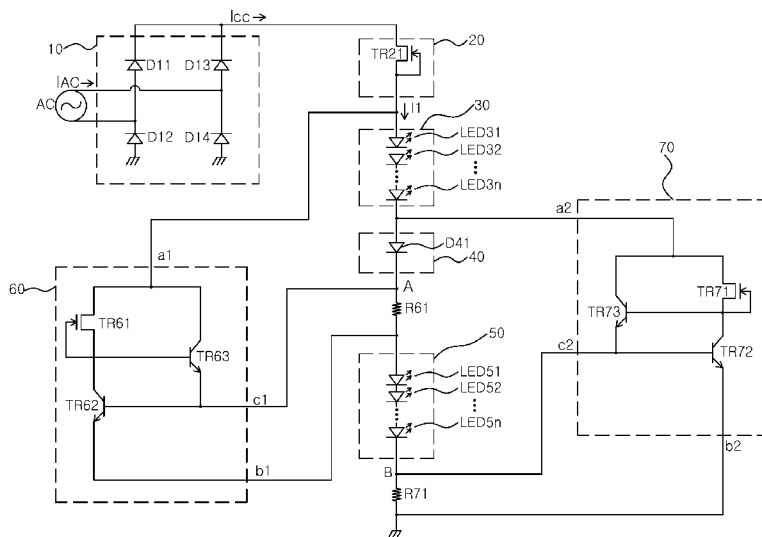 Icc
10
D11
D13
IAC
AC
D12
D14
TR21
20
I1
30
LED31
LED32
LED3n
70
a2
a1
D41
40
A
60
TR61
R61
TR63
TR71
TR73
50
c2
TR72
LED51
LED52
LED5n
TR62
c1
b1
b2
B
R71